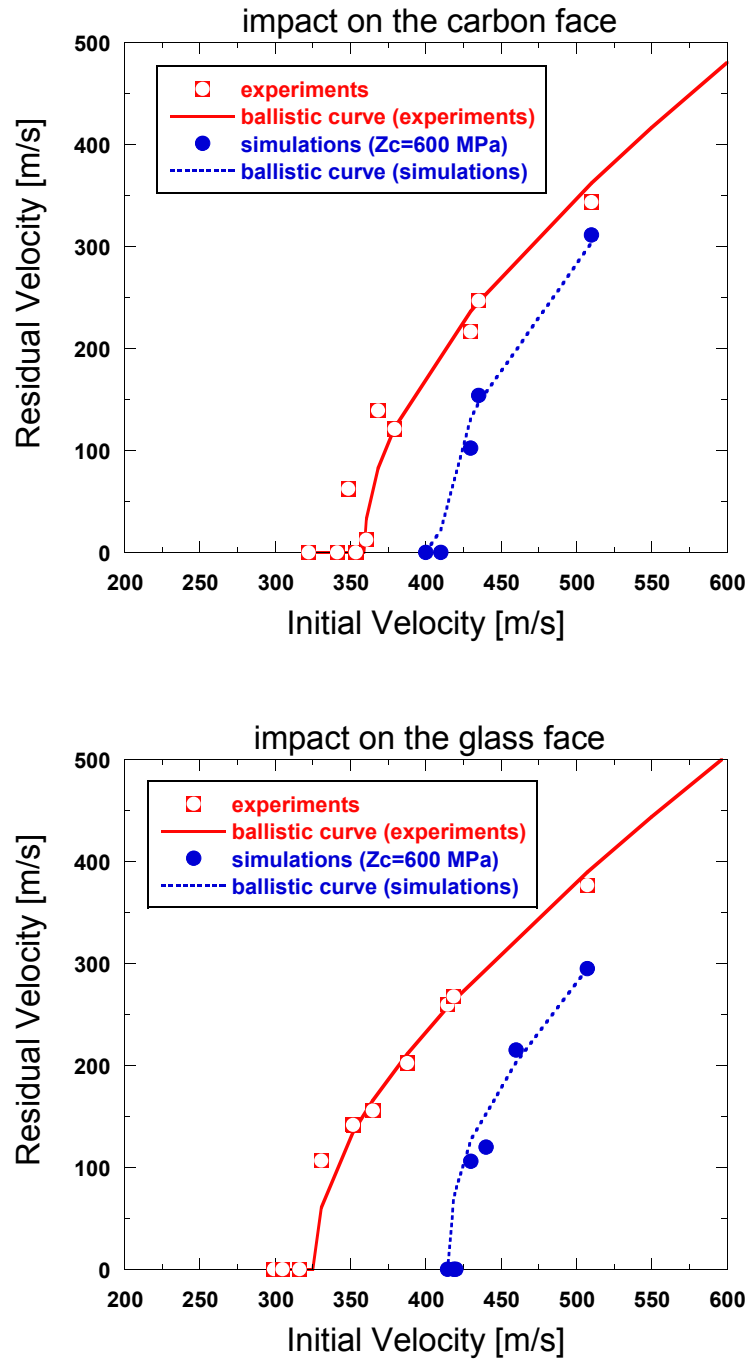 impact on the carbon face
500
400
300
200
100
0
Residual Velocity [m/s]
experiments
ballistic curve (experiments)
simulations (Zc=600 MPa)
ballistic curve (simulations)
200 250 300 350 400 450 500 550 600
Initial Velocity [m/s]
impact on the glass face
500
400
300
200
100
0
Residual Velocity [m/s]
experiments
ballistic curve (experiments)
simulations (Zc=600 MPa)
ballistic curve (simulations)
200 250 300 350 400 450 500 550 600
Initial Velocity [m/s]